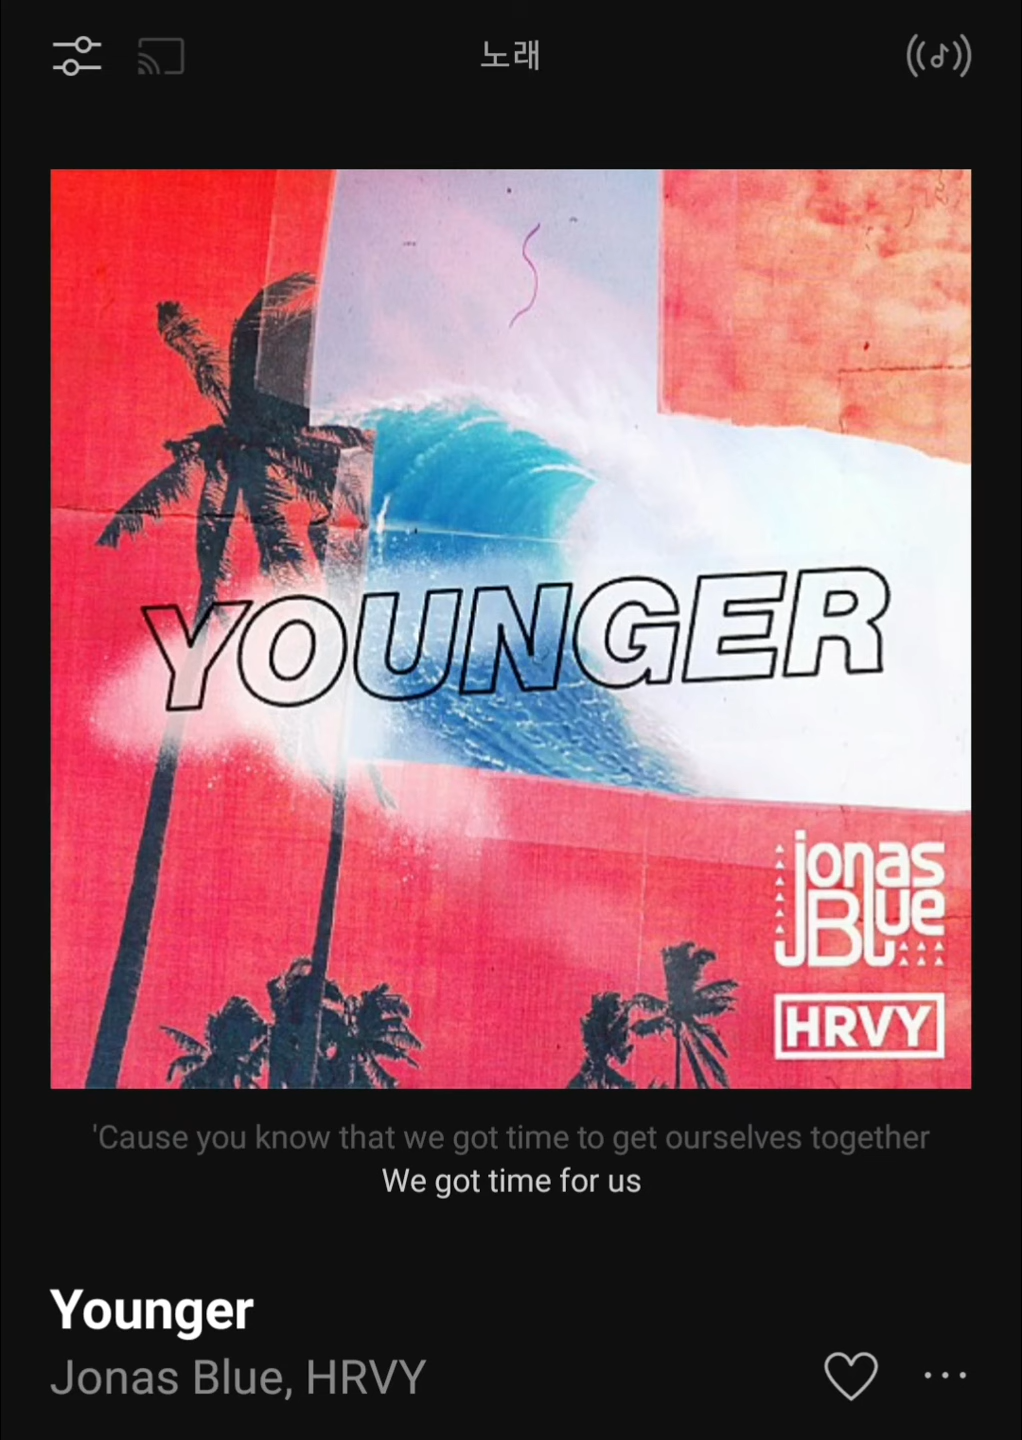 노래
YOUNGER
jonas
Blue
HRVY
'Cause you know that we got time to get ourselves together
We got time for us
Younger
Jonas Blue, HRVY